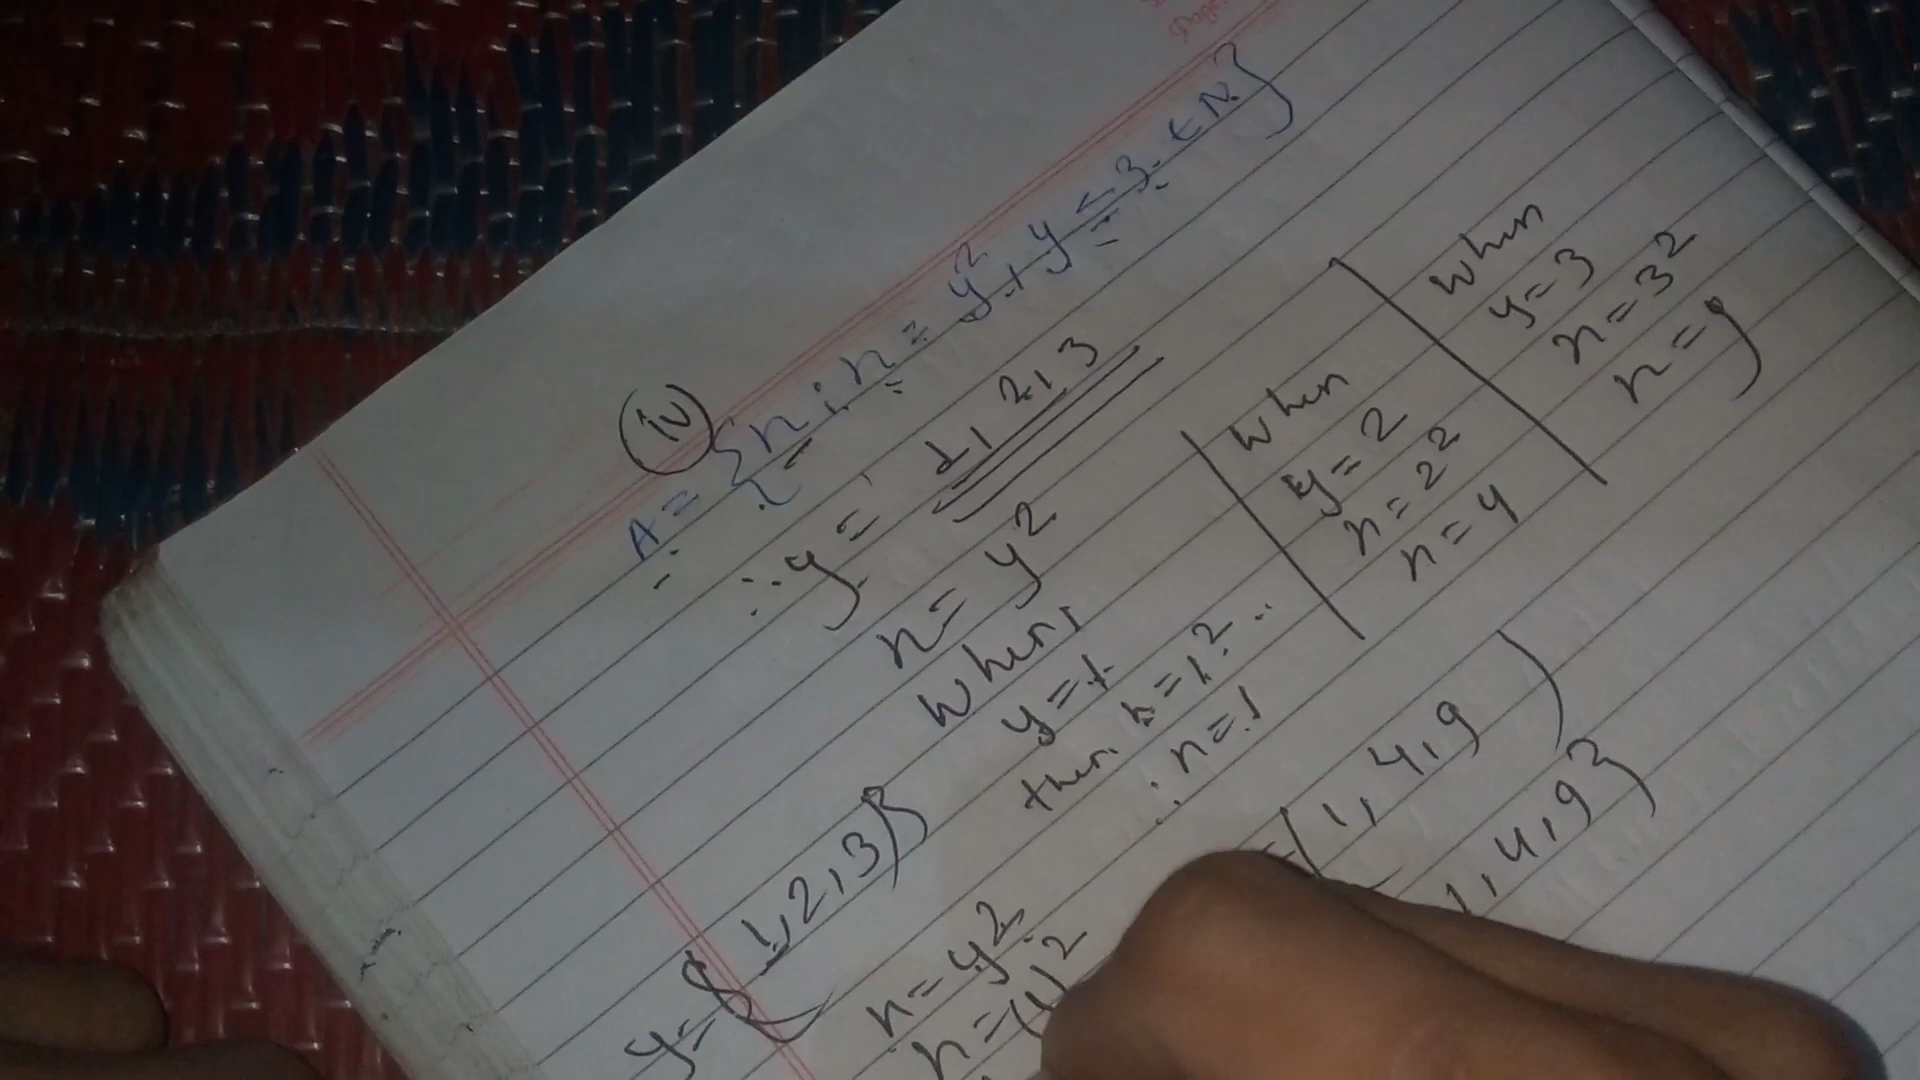 Page
iv
A = { n : n = y², y ≤ 3. ∈ N }
∴ y = 1, 2, 3
n = y²
When,
y = 1
then n = 1²
∴ n = 1
When
y = 2
n = 2²
n = 4
When
y = 3
n = 3²
n = 9
= ( 1, 4, 9 )
1, 4, 9 }
y = { 1, 2, 3 }
n = y²
n = (1)²